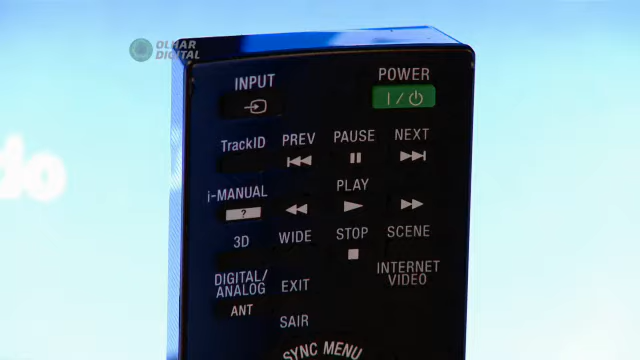 OLHAR
DIGITAL
INPUT
POWER
I/
TrackID
PREV
PAUSE
NEXT
i-MANUAL
?
PLAY
3D
WIDE
STOP
SCENE
DIGITAL/
ANALOG
ANT
EXIT
INTERNET
VIDEO
SAIR
SYNC MENU
do